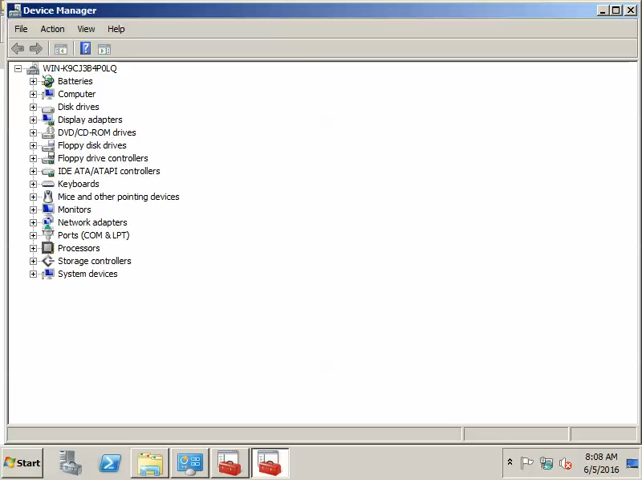 Device Manager
File Action View Help
WIN-K9CJ3B4P0LQ
Batteries
Computer
Disk drives
Display adapters
DVD/CD-ROM drives
Floppy disk drives
Floppy drive controllers
IDE ATA/ATAPI controllers
Keyboards
Mice and other pointing devices
Monitors
Network adapters
Ports (COM & LPT)
Processors
Storage controllers
System devices
Start
8:08 AM
6/5/2016